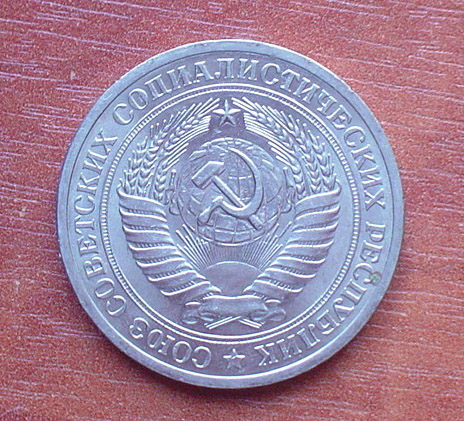 СОЮЗ СОВЕТСКИХ СОЦИАЛИСТИЧЕСКИХ РЕСПУБЛИК